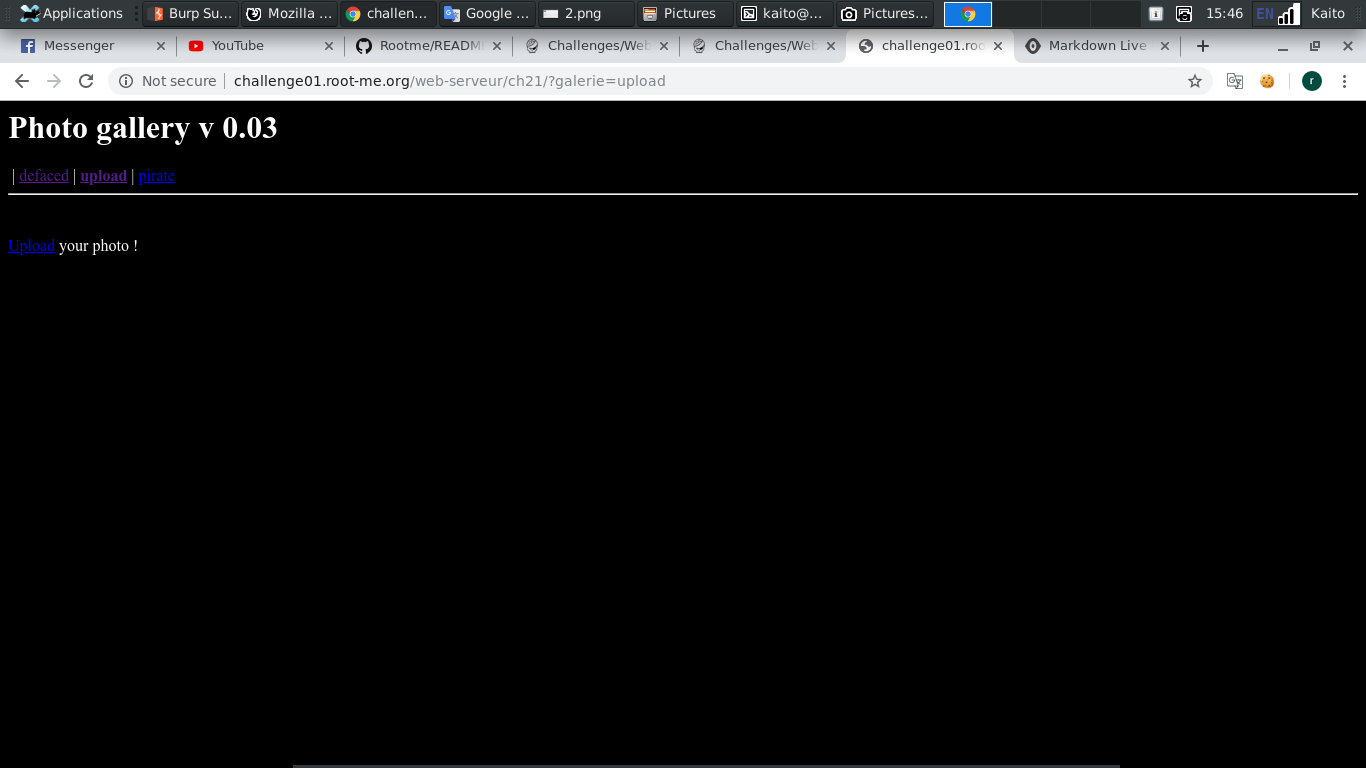 Applications Burp Su... Mozilla ... challen... Google ... 2.png Pictures kaito@... Pictures... 15:46 EN Kaito
Messenger YouTube Rootme/READM Challenges/Web Challenges/Web challenge01.roo Markdown Live
Not secure challenge01.root-me.org/web-serveur/ch21/?galerie=upload r
Photo gallery v 0.03
| defaced | upload | pirate
Upload your photo !